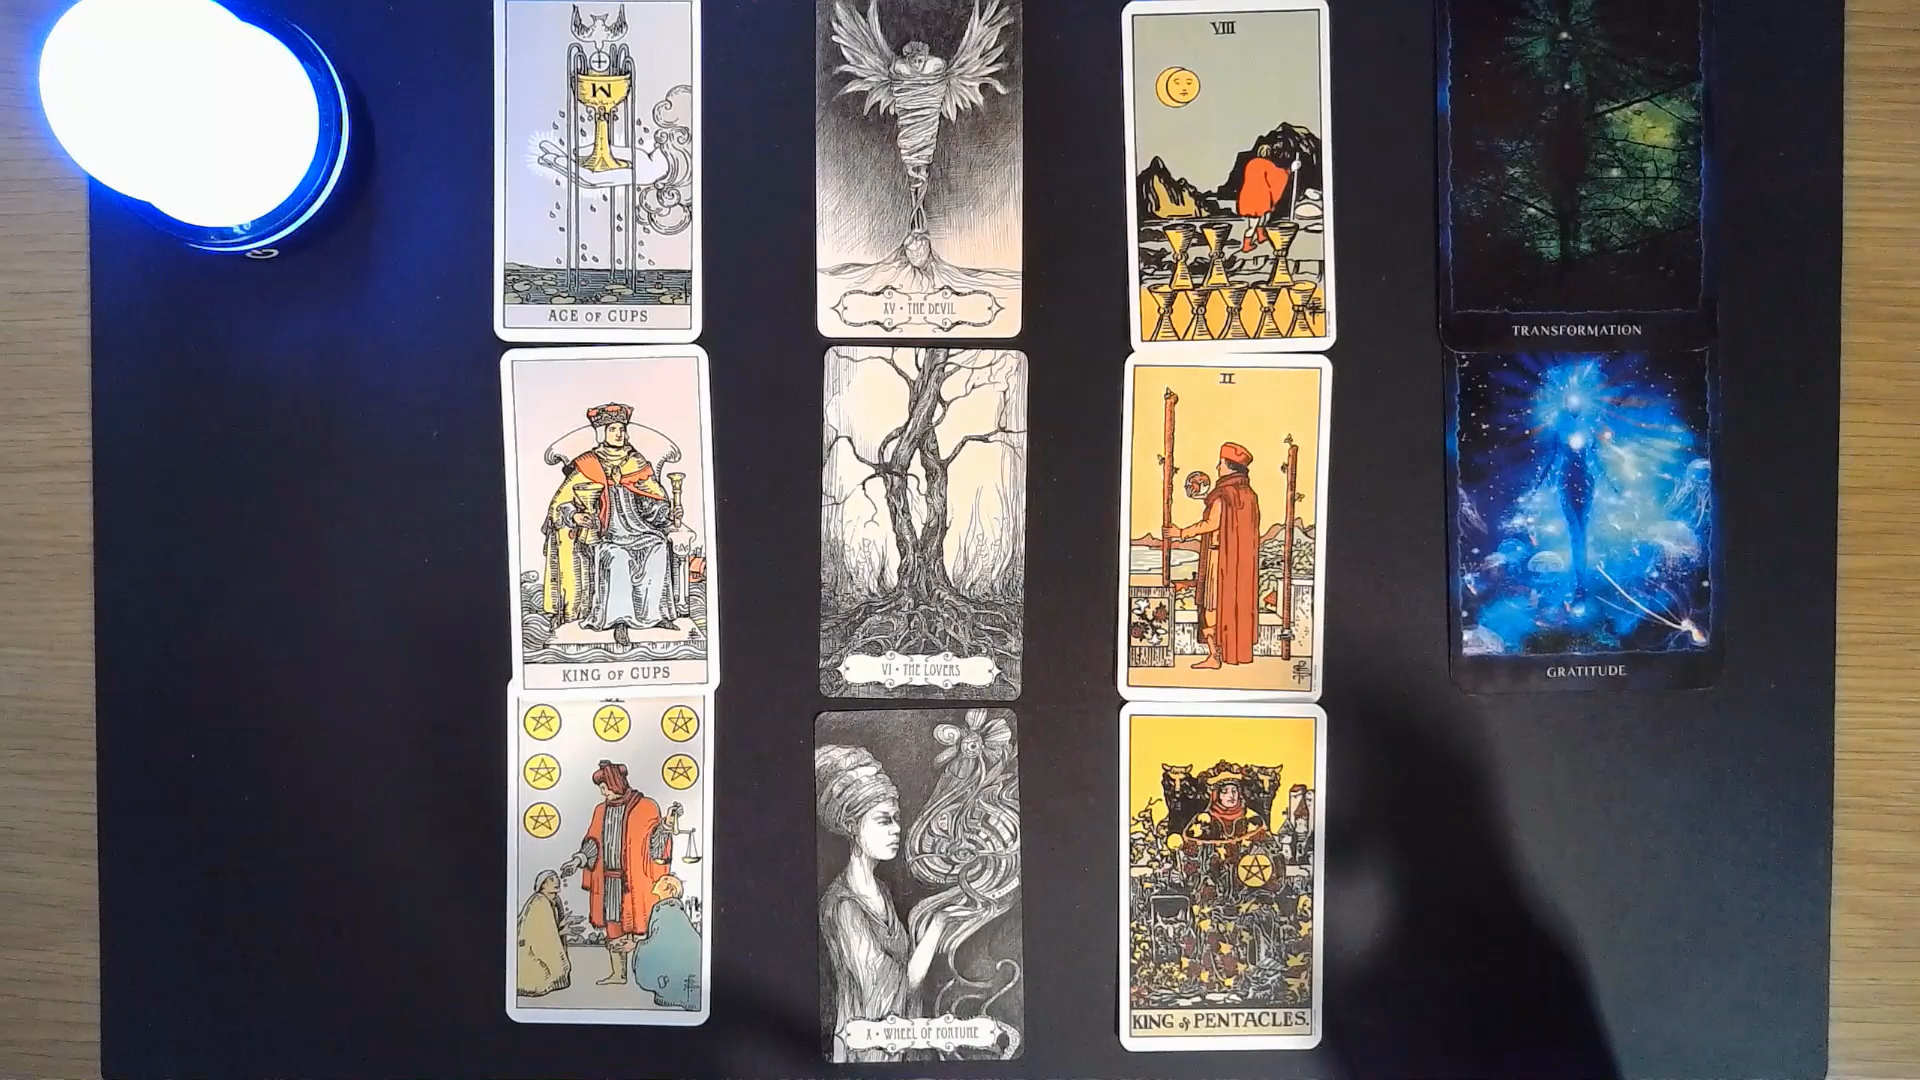 ACE OF CUPS
XV • THE DEVIL
VIII
TRANSFORMATION
KING OF CUPS
VI • THE LOVERS
II
GRATITUDE
X • WHEEL OF FORTUNE
KING of PENTACLES.